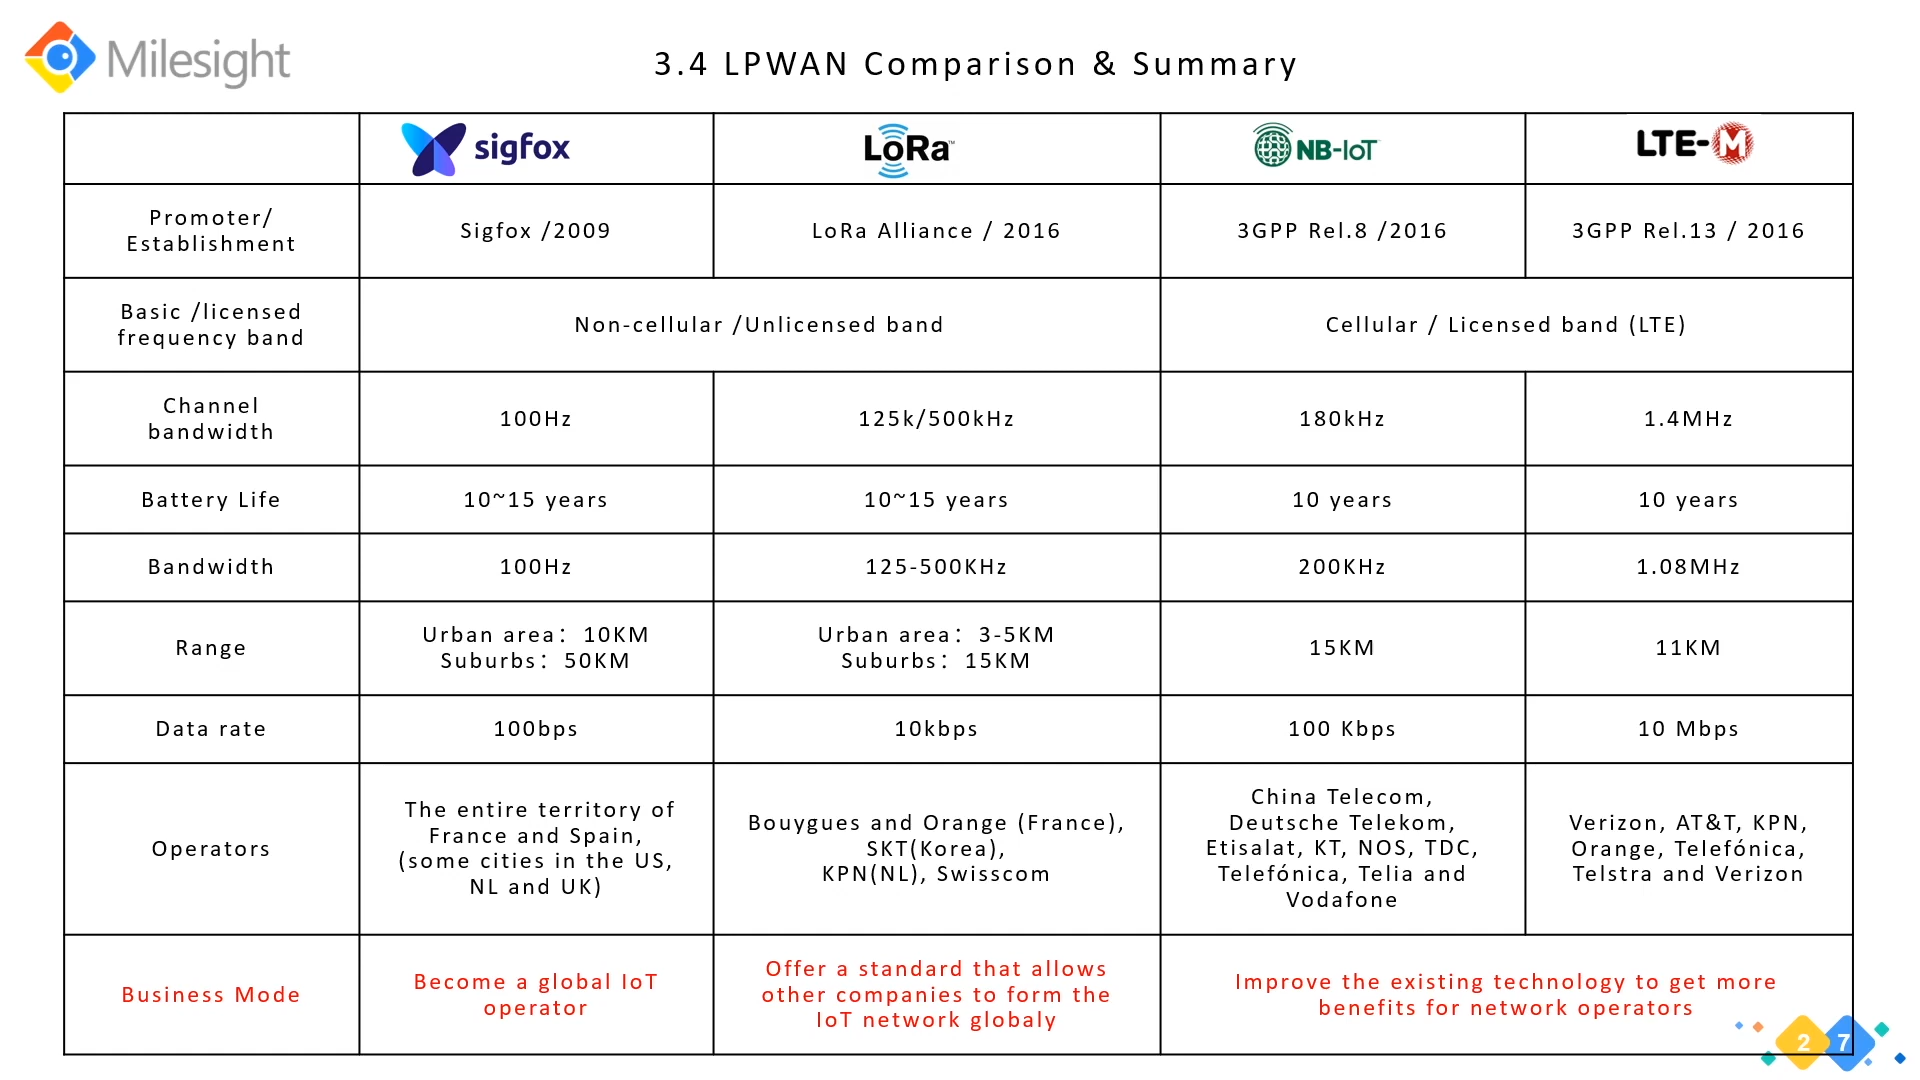 Milesight
3.4 LPWAN Comparison & Summary
sigfox
LoRa™
NB-IoT
LTE-M
Promoter/
Establishment
Sigfox /2009
LoRa Alliance / 2016
3GPP Rel.8 /2016
3GPP Rel.13 / 2016
Basic /licensed
frequency band
Non-cellular /Unlicensed band
Cellular / Licensed band (LTE)
Channel
bandwidth
100Hz
125k/500kHz
180kHz
1.4MHz
Battery Life
10~15 years
10~15 years
10 years
10 years
Bandwidth
100Hz
125-500KHz
200KHz
1.08MHz
Range
Urban area：10KM
Suburbs：50KM
Urban area：3-5KM
Suburbs：15KM
15KM
11KM
Data rate
100bps
10kbps
100 Kbps
10 Mbps
Operators
The entire territory of
France and Spain,
(some cities in the US,
NL and UK)
Bouygues and Orange (France),
SKT(Korea),
KPN(NL), Swisscom
China Telecom,
Deutsche Telekom,
Etisalat, KT, NOS, TDC,
Telefónica, Telia and
Vodafone
Verizon, AT&T, KPN,
Orange, Telefónica,
Telstra and Verizon
Business Mode
Become a global IoT
operator
Offer a standard that allows
other companies to form the
IoT network globaly
Improve the existing technology to get more
benefits for network operators
2 7